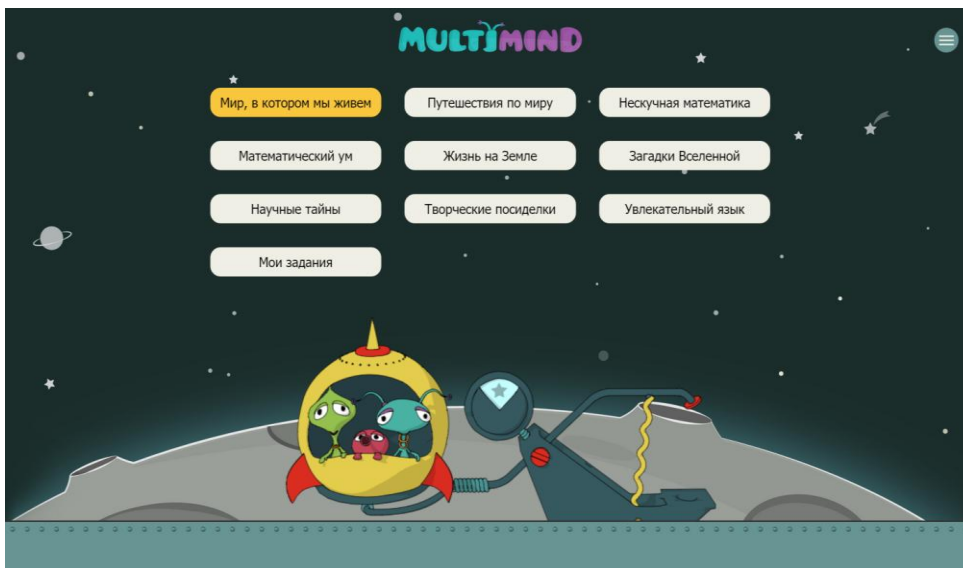 MULTIMIND
Мир, в котором мы живем
Путешествия по миру
Нескучная математика
Математический ум
Жизнь на Земле
Загадки Вселенной
Научные тайны
Творческие посиделки
Увлекательный язык
Мои задания